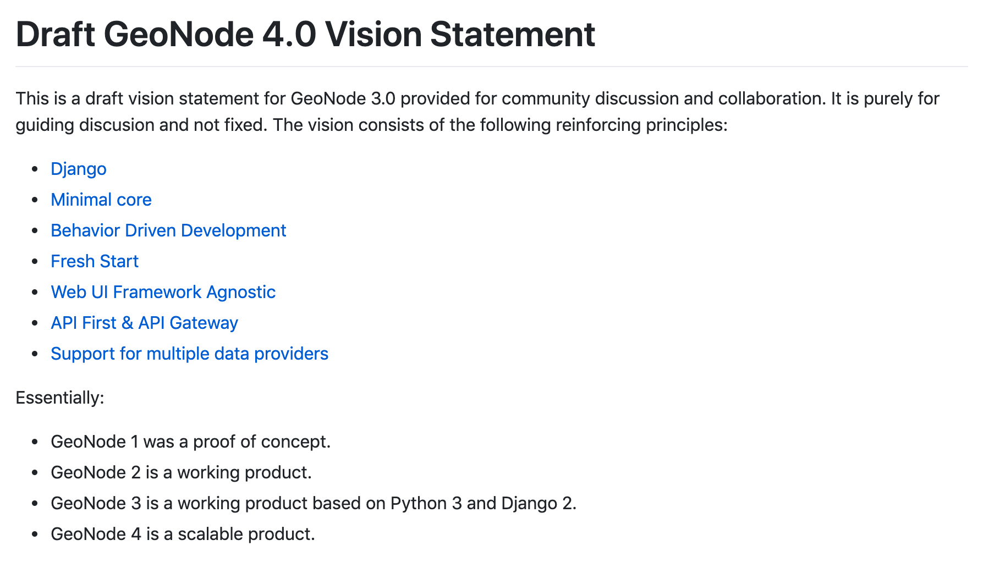 Draft GeoNode 4.0 Vision Statement
This is a draft vision statement for GeoNode 3.0 provided for community discussion and collaboration. It is purely for
guiding discusion and not fixed. The vision consists of the following reinforcing principles:
• Django
• Minimal core
• Behavior Driven Development
• Fresh Start
• Web UI Framework Agnostic
• API First & API Gateway
• Support for multiple data providers
Essentially:
• GeoNode 1 was a proof of concept.
• GeoNode 2 is a working product.
• GeoNode 3 is a working product based on Python 3 and Django 2.
• GeoNode 4 is a scalable product.